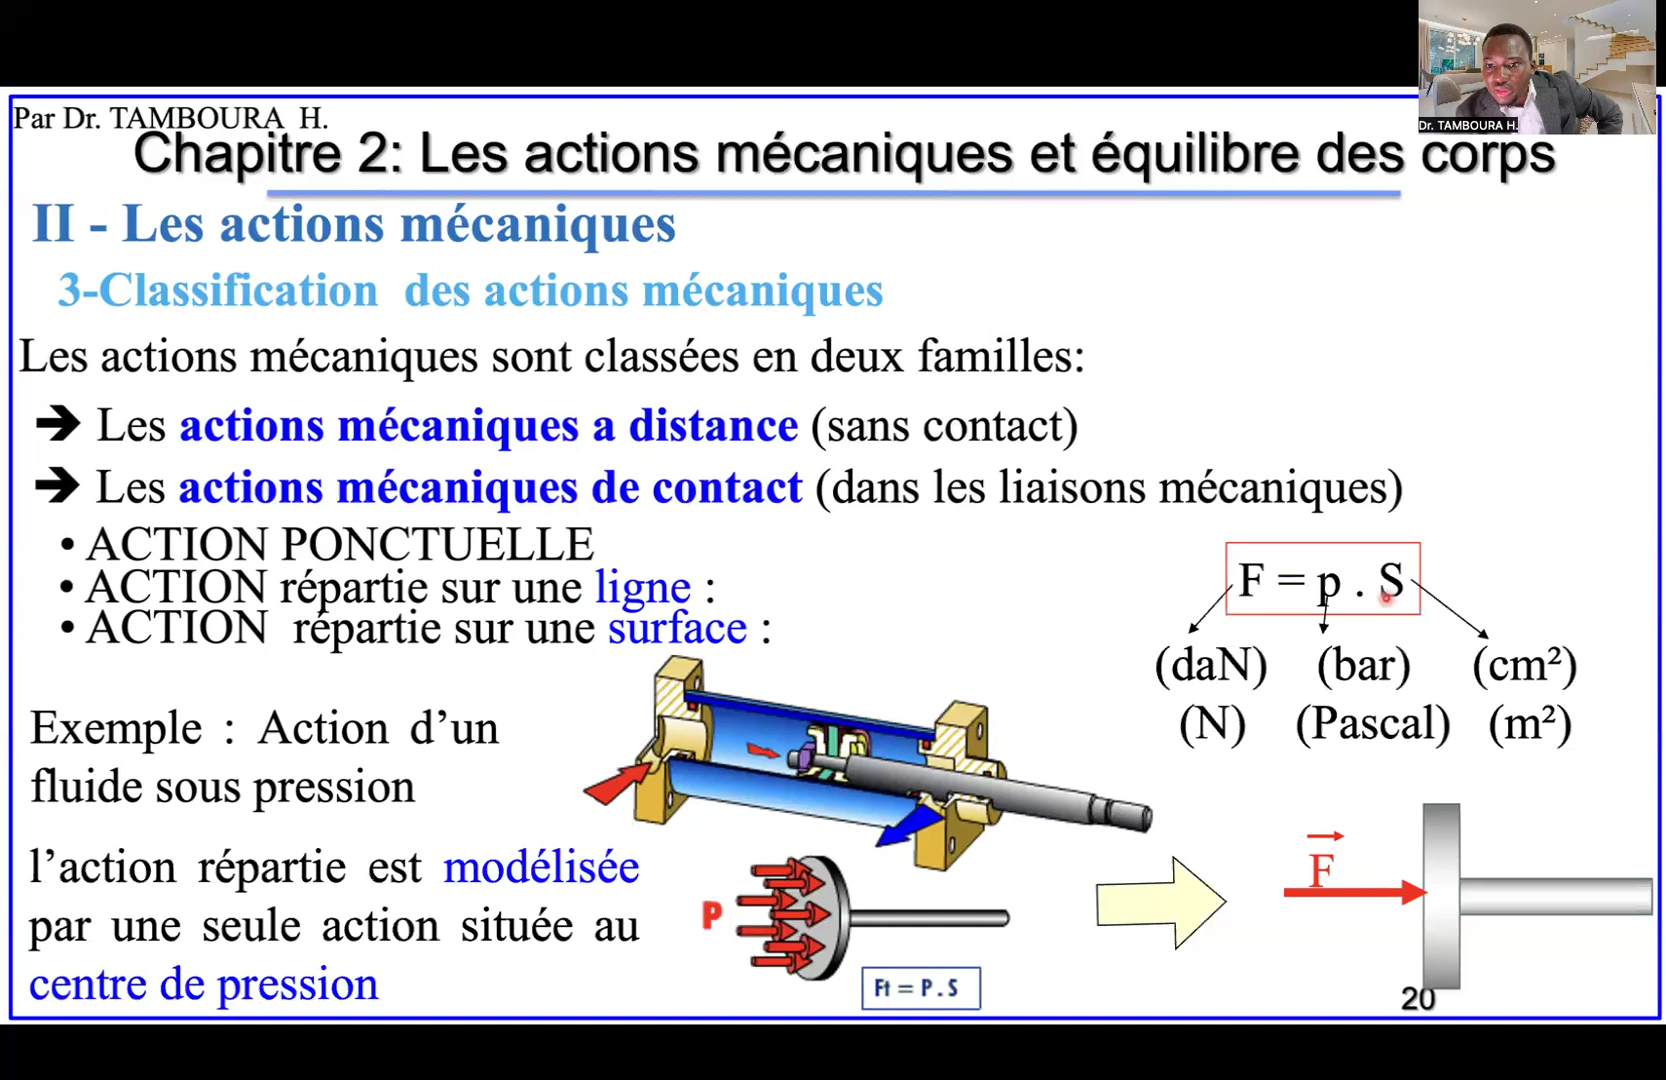 Par Dr. TAMBOURA H.
Dr. TAMBOURA H.
Chapitre 2: Les actions mécaniques et équilibre des corps
II - Les actions mécaniques
3-Classification des actions mécaniques
Les actions mécaniques sont classées en deux familles:
➔ Les actions mécaniques a distance (sans contact)
➔ Les actions mécaniques de contact (dans les liaisons mécaniques)
• ACTION PONCTUELLE
• ACTION répartie sur une ligne :
• ACTION répartie sur une surface :
F = p . S
(daN) (bar) (cm²)
(N) (Pascal) (m²)
Exemple : Action d’un
fluide sous pression
l’action répartie est modélisée
par une seule action située au
centre de pression
P
Ft = P . S
F
20